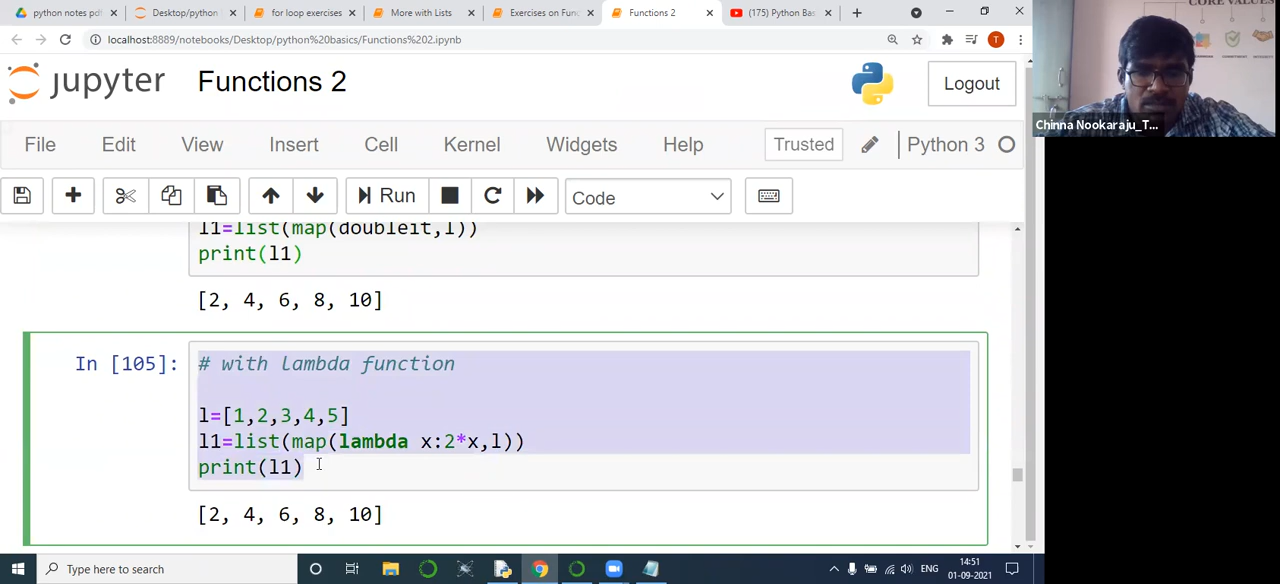 python notes pdf
Desktop/python
for loop exercises
More with Lists
Exercises on Func
Functions 2
(175) Python Bas
localhost:8889/notebooks/Desktop/python%20basics/Functions%202.ipynb
T
CORE VALUES
COMMITMENT
INTEGRITY
Chinna Nookaraju_T...
jupyter Functions 2
Logout
File Edit View Insert Cell Kernel Widgets Help
Trusted
Python 3
Run
Code
l1=list(map(doubleit,l))
print(l1)
[2, 4, 6, 8, 10]
In [105]:
# with lambda function
l=[1,2,3,4,5]
l1=list(map(lambda x:2*x,l))
print(l1)
[2, 4, 6, 8, 10]
Type here to search
ENG
14:51
01-09-2021